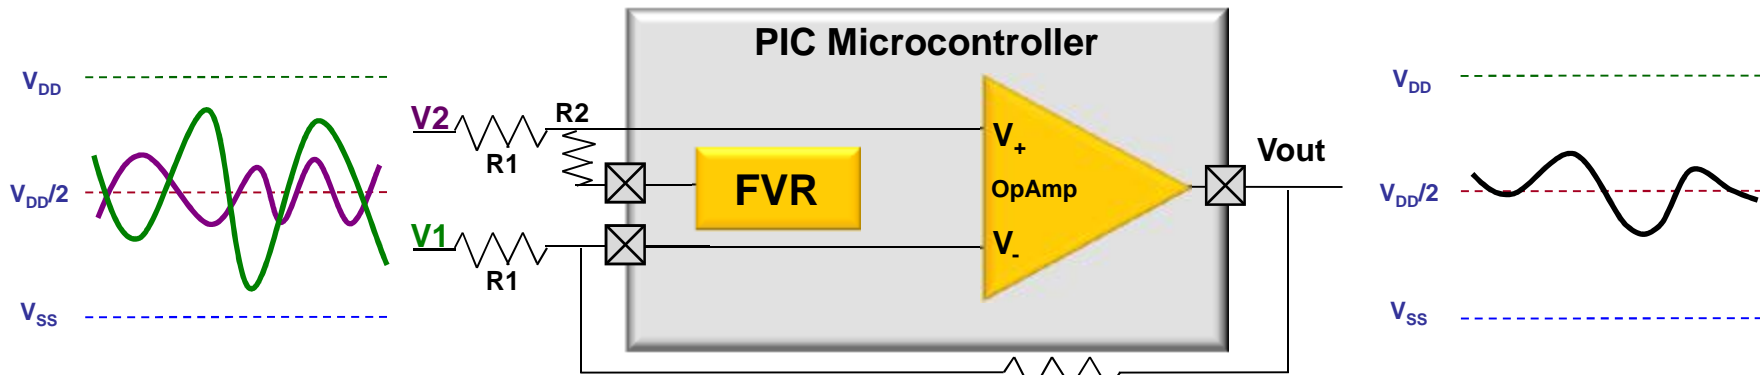 PIC Microcontroller
VDD
VDD/2
VSS
V2
R1
R2
FVR
V1
R1
V+
OpAmp
V-
Vout
VDD
VDD/2
VSS